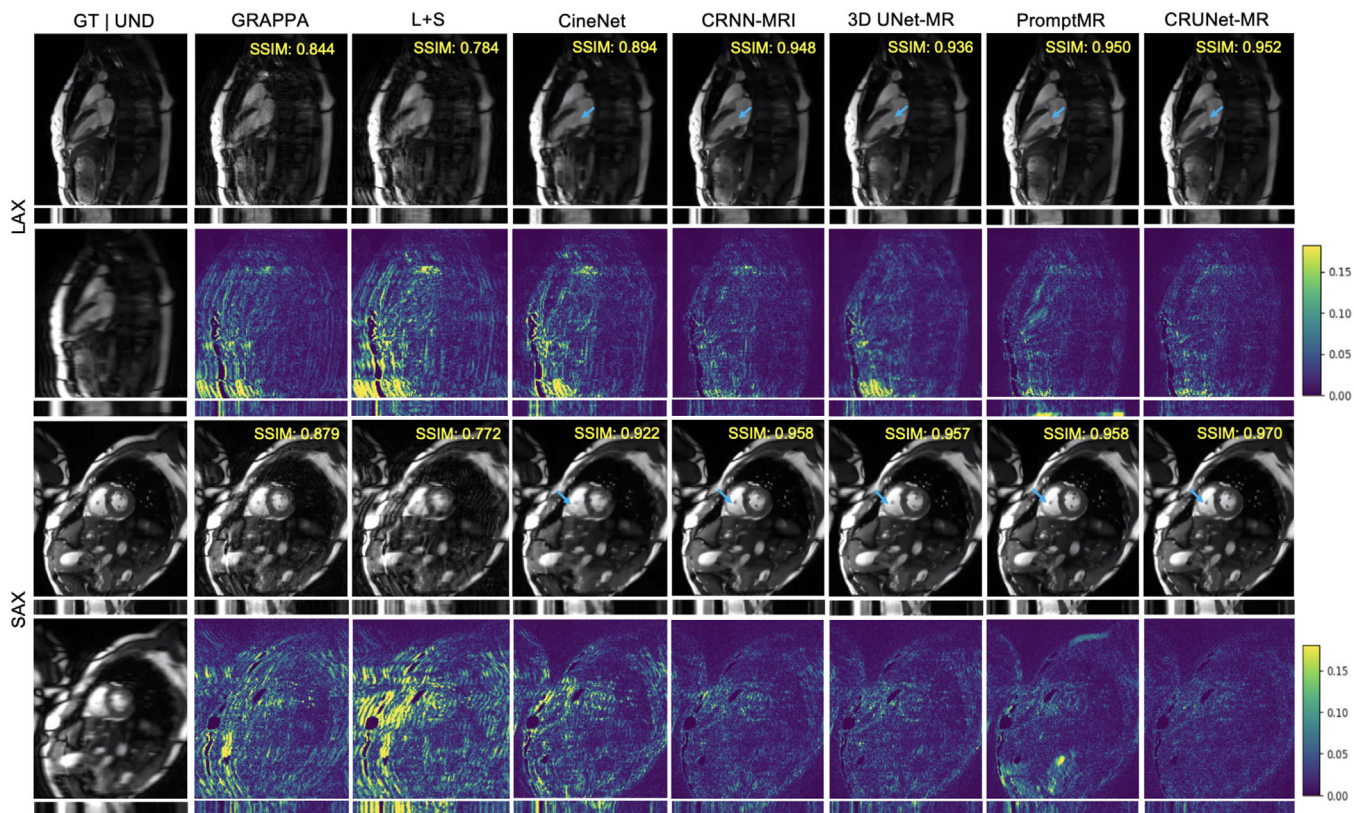 GT | UND GRAPPA L+S CineNet CRNN-MRI 3D UNet-MR PromptMR CRUNet-MR
LAX
SSIM: 0.844 SSIM: 0.784 SSIM: 0.894 SSIM: 0.948 SSIM: 0.936 SSIM: 0.950 SSIM: 0.952
0.15
0.10
0.05
0.00
SAX
SSIM: 0.879 SSIM: 0.772 SSIM: 0.922 SSIM: 0.958 SSIM: 0.957 SSIM: 0.958 SSIM: 0.970
0.15
0.10
0.05
0.00